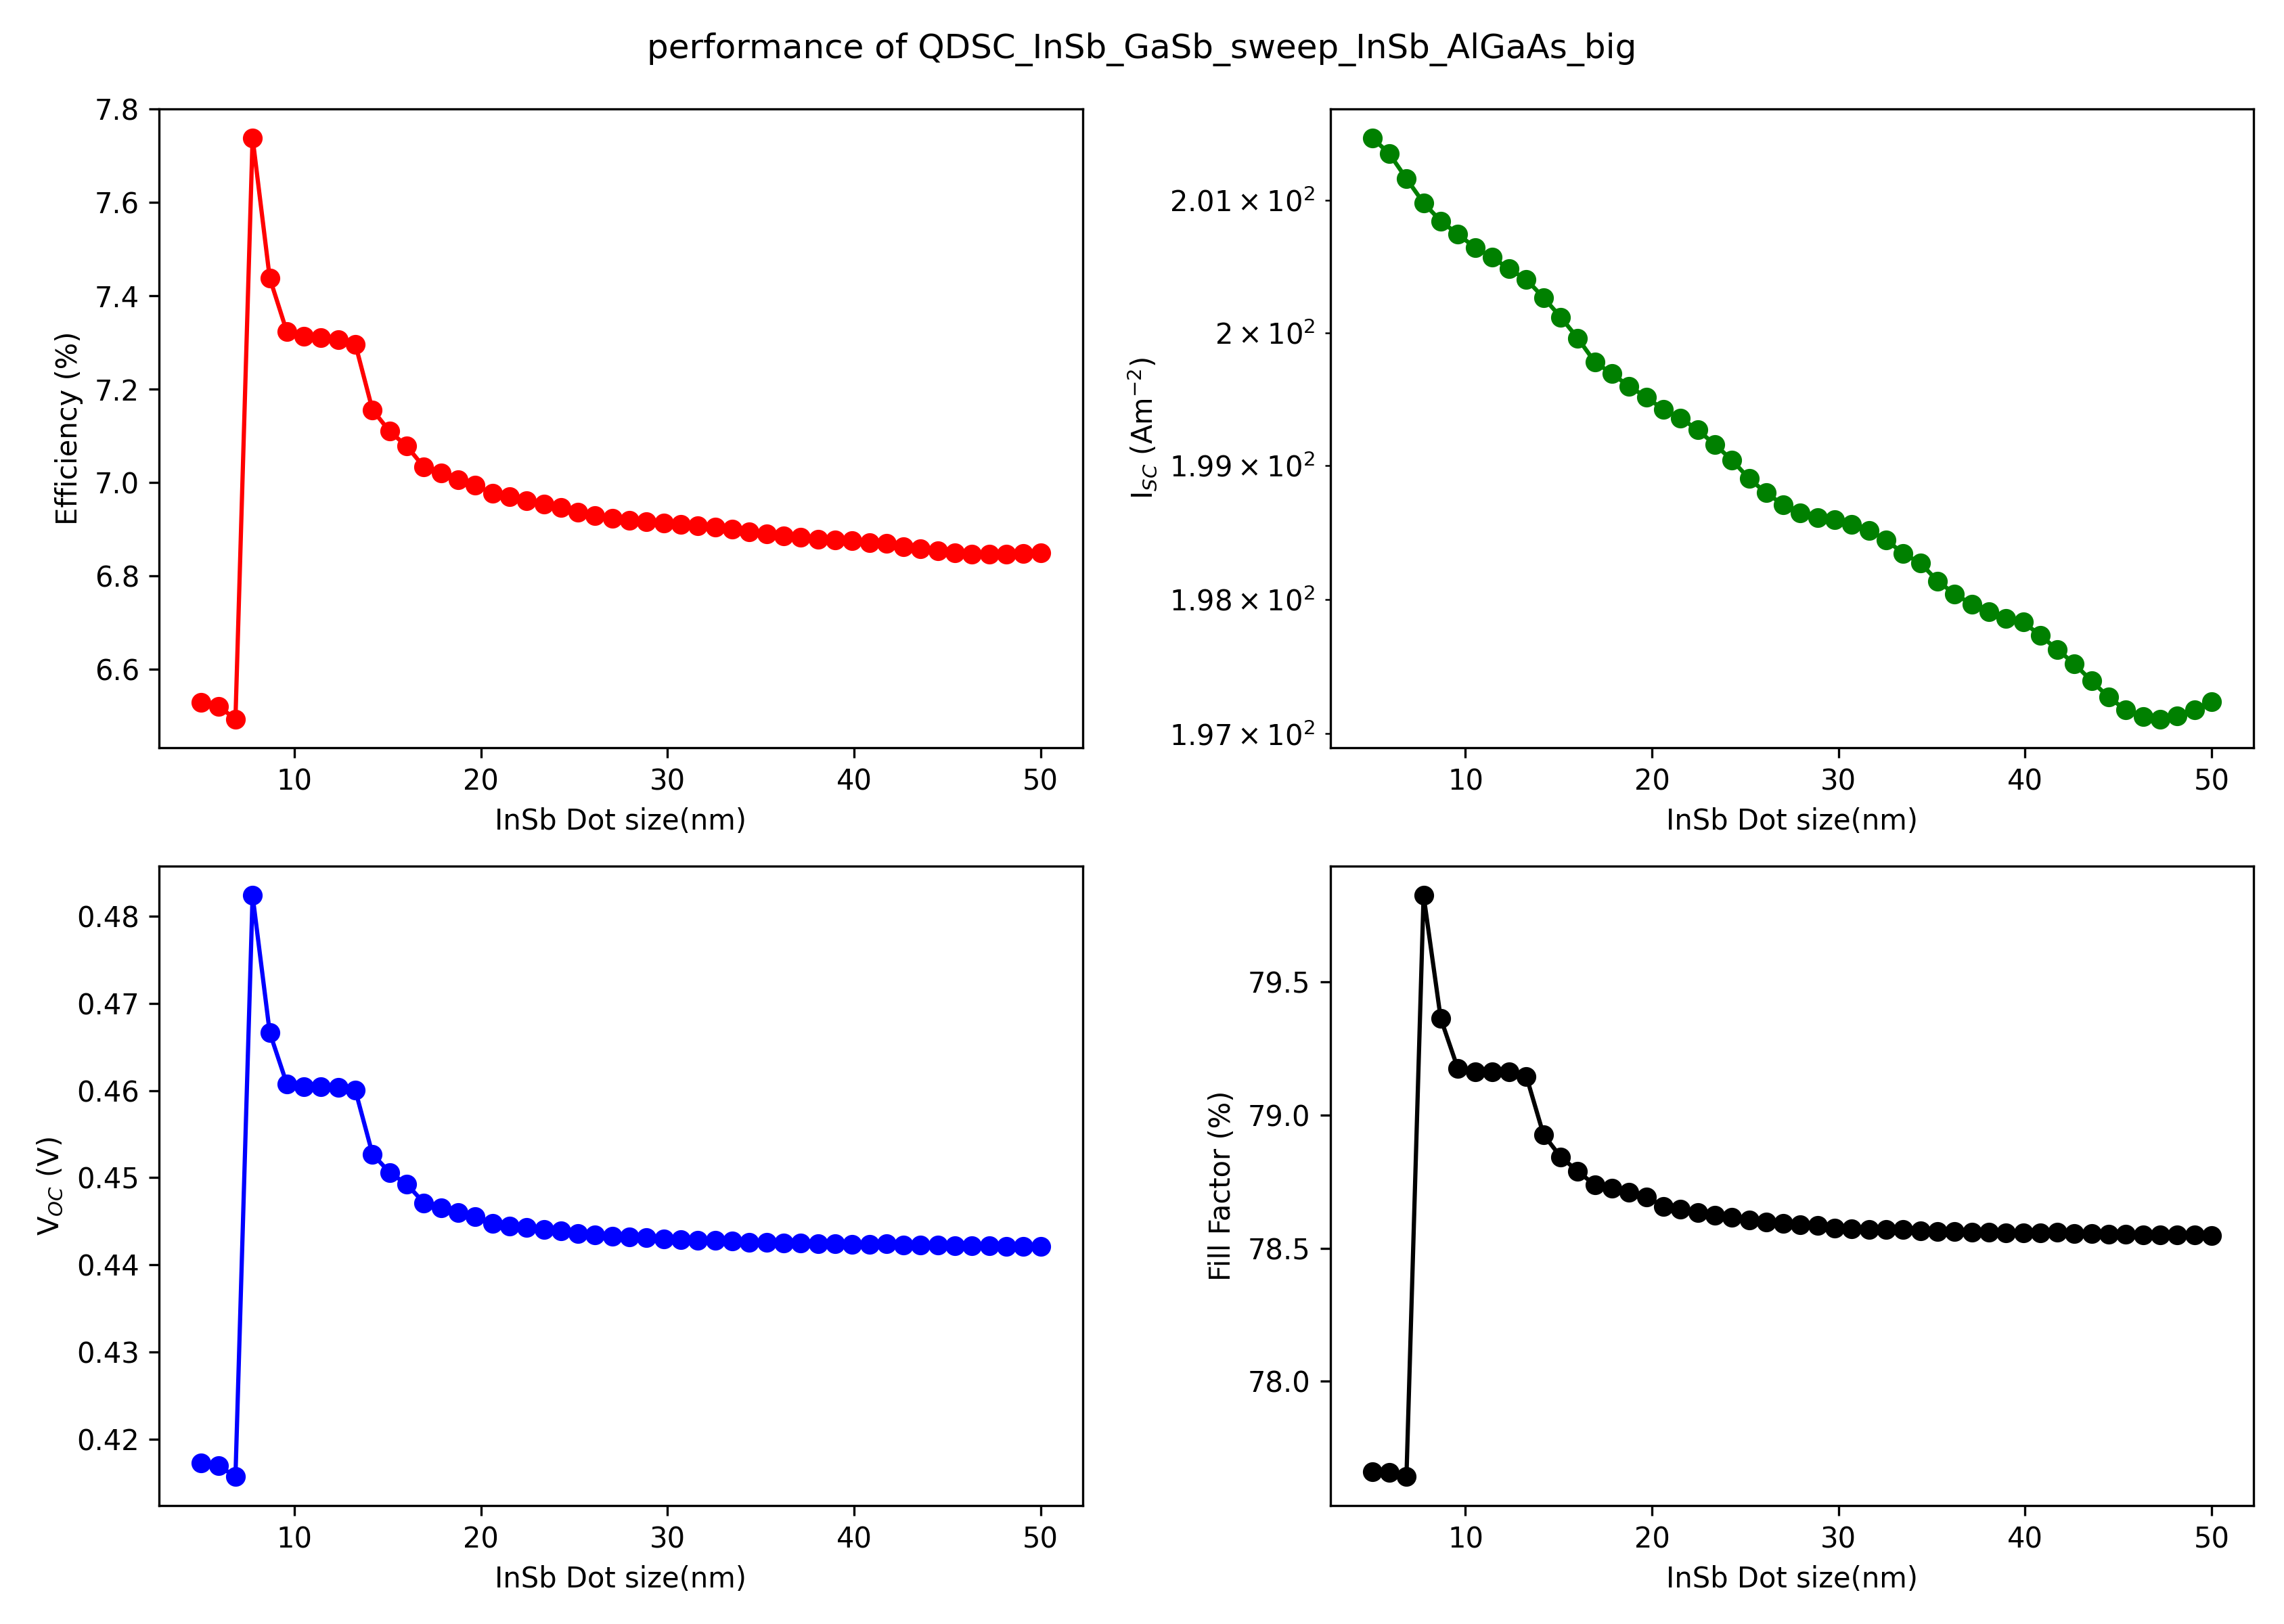 performance of QDSC_InSb_GaSb_sweep_InSb_AlGaAs_big
Efficiency (%)
7.8
7.6
7.4
7.2
7.0
6.8
6.6
10 20 30 40 50
InSb Dot size(nm)
I_SC (Am⁻²)
2.01 × 10²
2 × 10²
1.99 × 10²
1.98 × 10²
1.97 × 10²
10 20 30 40 50
InSb Dot size(nm)
V_OC (V)
0.48
0.47
0.46
0.45
0.44
0.43
0.42
10 20 30 40 50
InSb Dot size(nm)
Fill Factor (%)
79.5
79.0
78.5
78.0
10 20 30 40 50
InSb Dot size(nm)